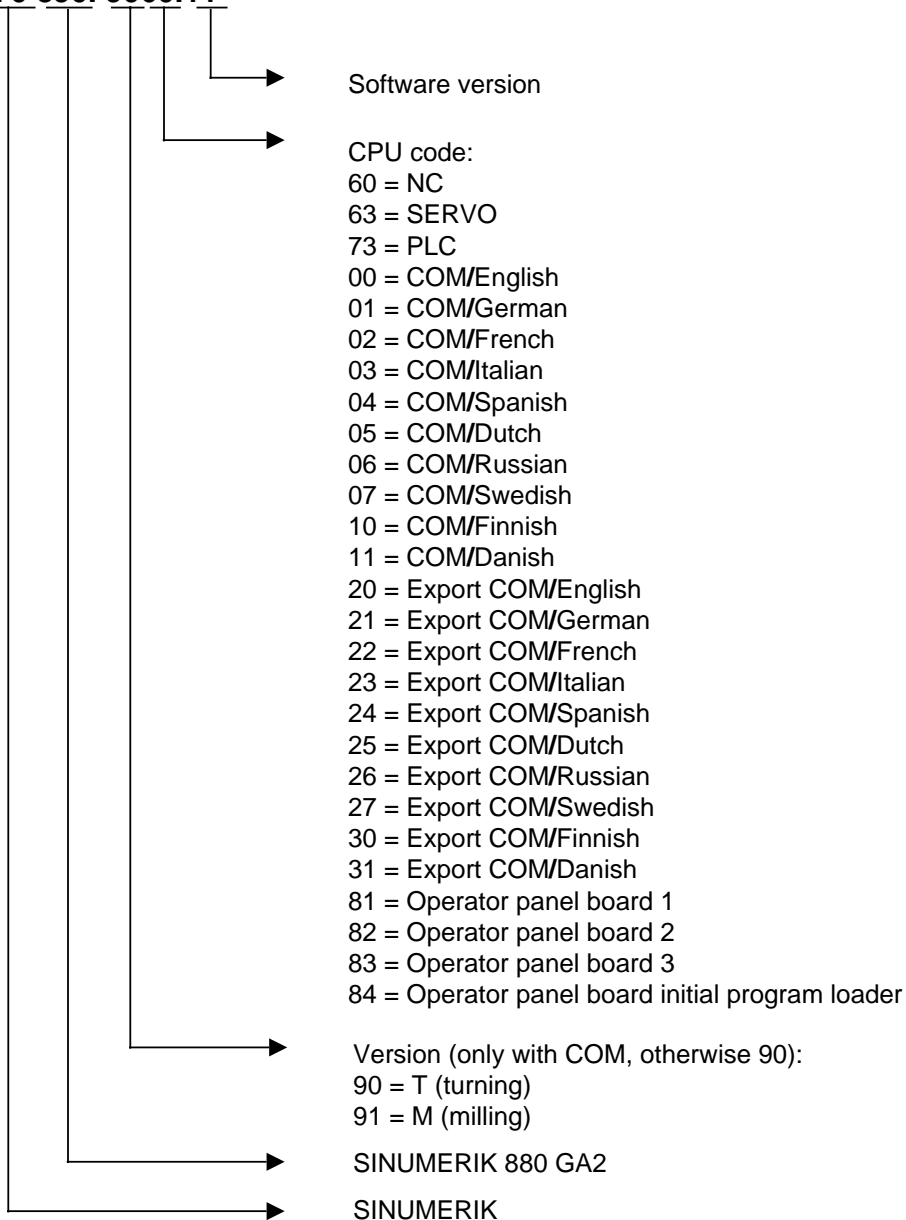 Software version
CPU code:
60 = NC
63 = SERVO
73 = PLC
00 = COM/English
01 = COM/German
02 = COM/French
03 = COM/Italian
04 = COM/Spanish
05 = COM/Dutch
06 = COM/Russian
07 = COM/Swedish
10 = COM/Finnish
11 = COM/Danish
20 = Export COM/English
21 = Export COM/German
22 = Export COM/French
23 = Export COM/Italian
24 = Export COM/Spanish
25 = Export COM/Dutch
26 = Export COM/Russian
27 = Export COM/Swedish
30 = Export COM/Finnish
31 = Export COM/Danish
81 = Operator panel board 1
82 = Operator panel board 2
83 = Operator panel board 3
84 = Operator panel board initial program loader
Version (only with COM, otherwise 90):
90 = T (turning)
91 = M (milling)
SINUMERIK 880 GA2
SINUMERIK